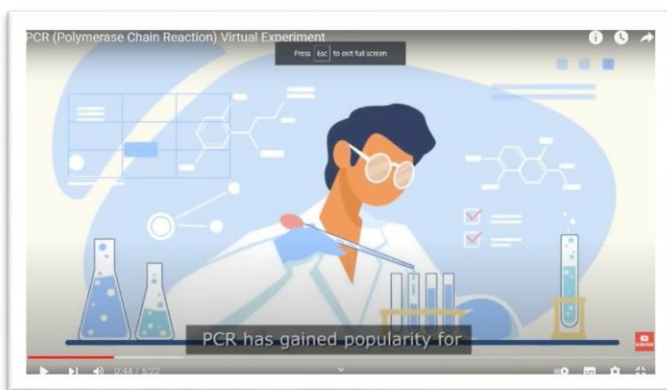 PCR (Polymerase Chain Reaction) Virtual Experiment
Press Esc to exit full screen
PCR has gained popularity for
0:44 / 5:22